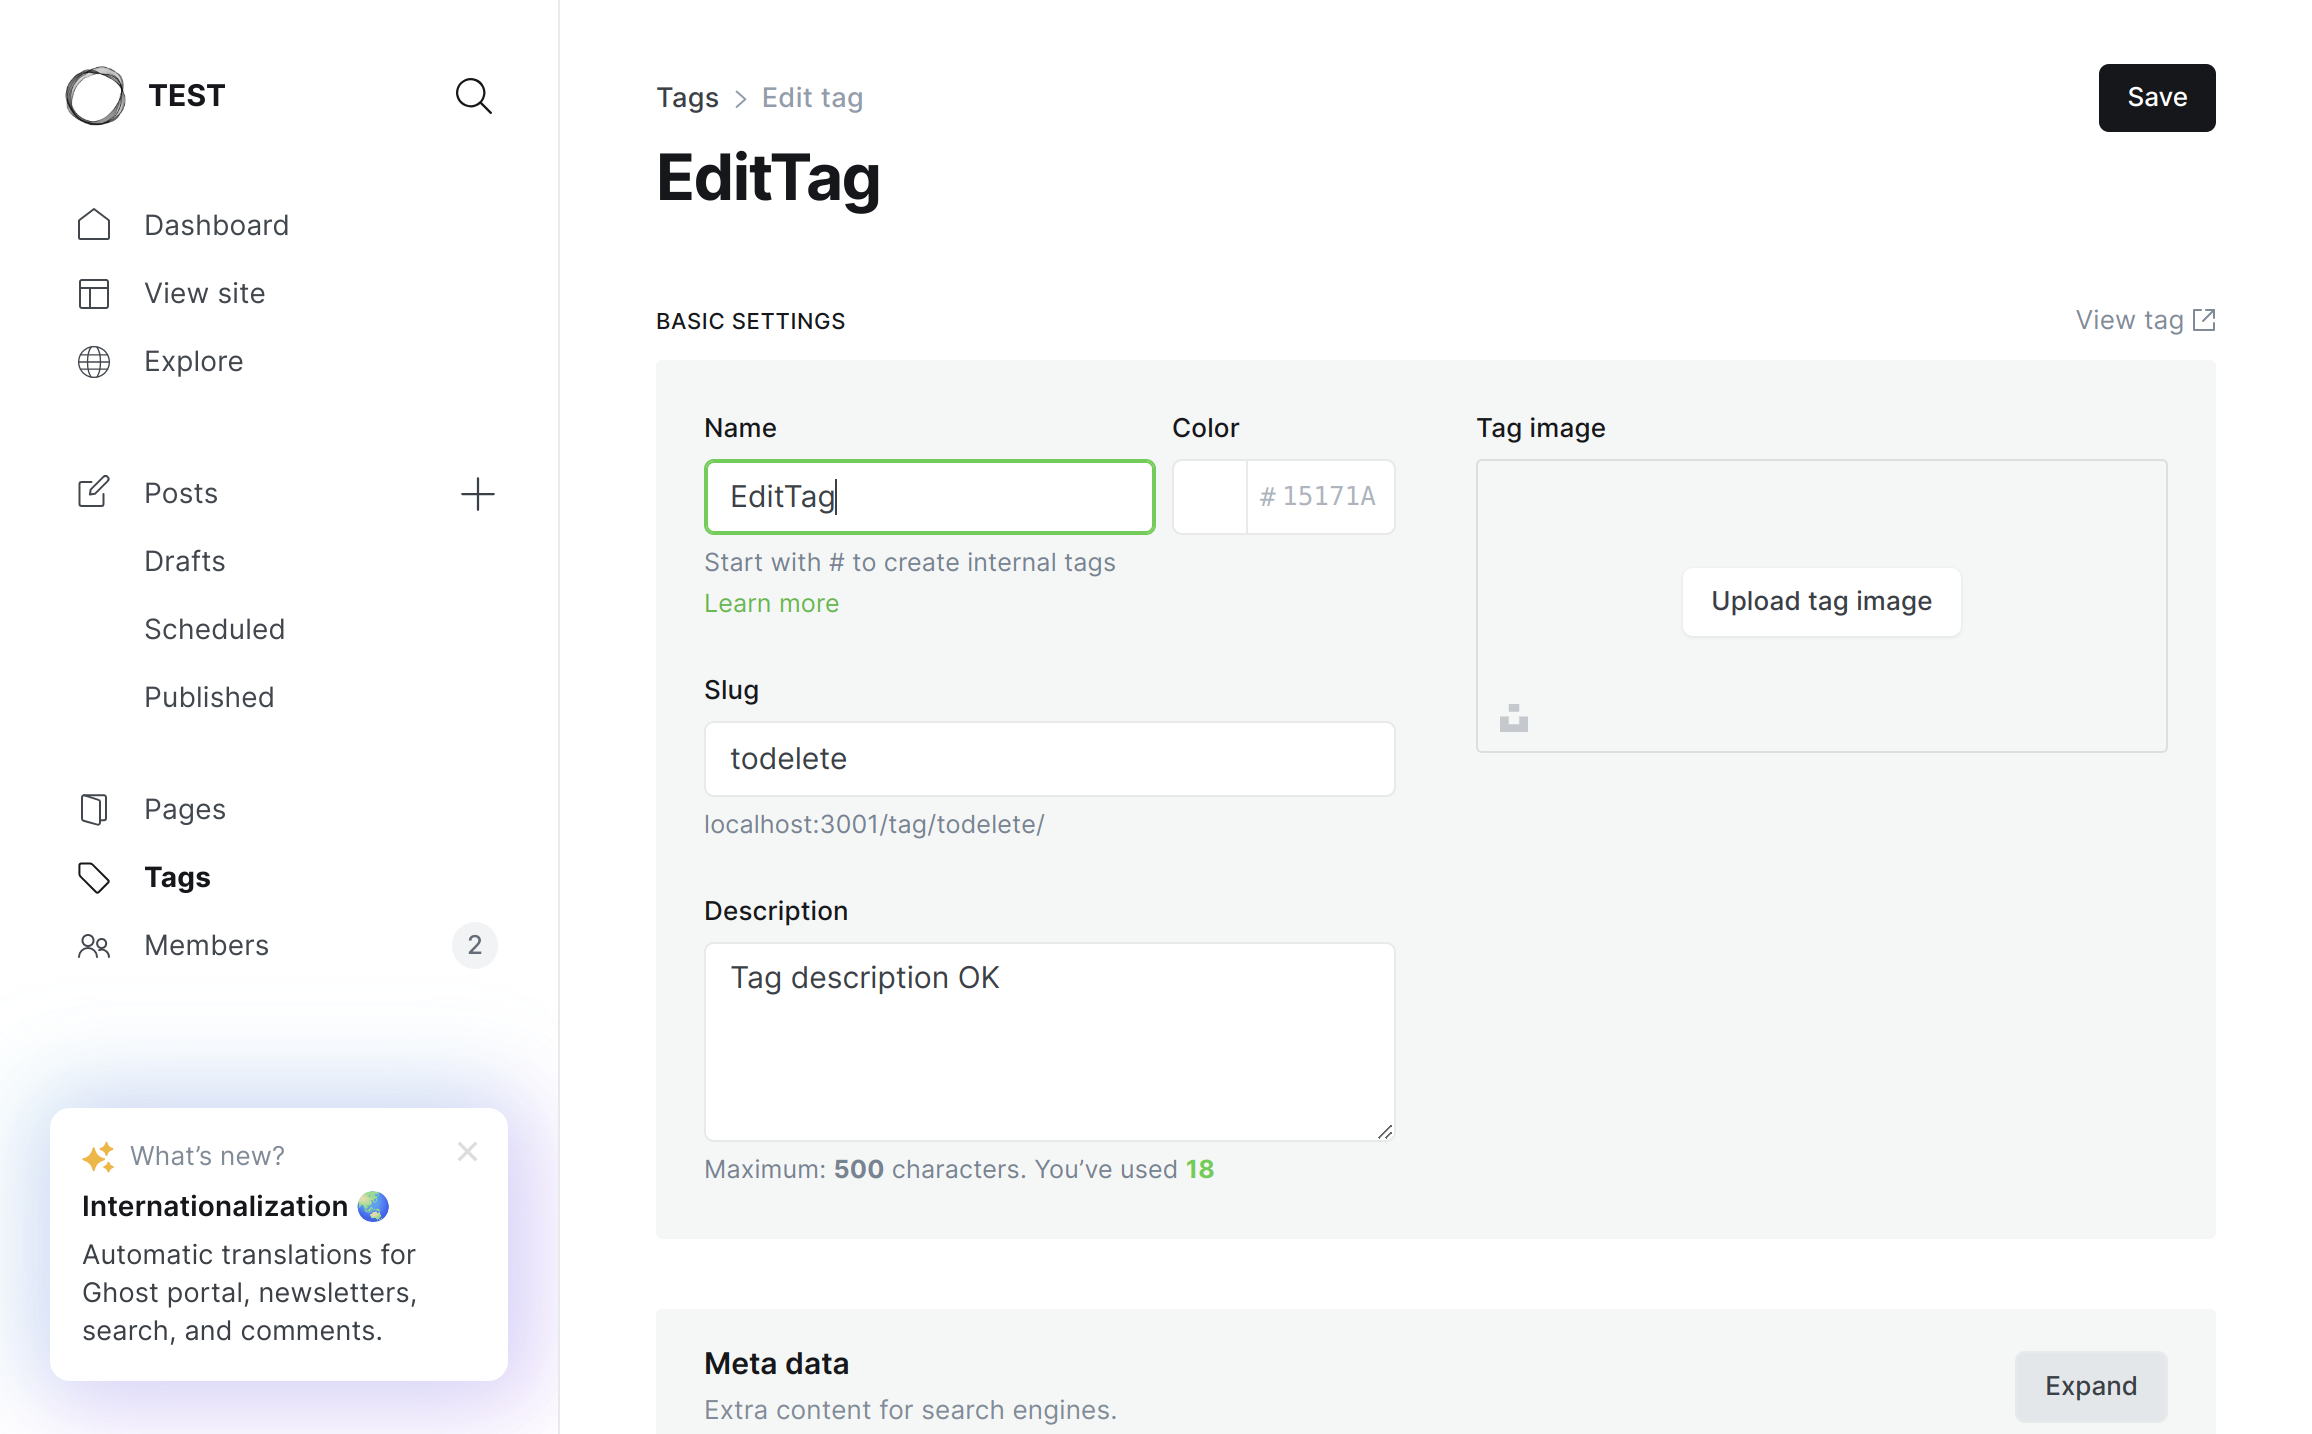 TEST
Dashboard
View site
Explore
Posts
Drafts
Scheduled
Published
Pages
Tags
Members 2
What’s new?
Internationalization
Automatic translations for
Ghost portal, newsletters,
search, and comments.
Tags > Edit tag
Save
EditTag
BASIC SETTINGS
View tag
Name
EditTag
Start with # to create internal tags
Learn more
Color
# 15171A
Tag image
Upload tag image
Slug
todelete
localhost:3001/tag/todelete/
Description
Tag description OK
Maximum: 500 characters. You’ve used 18
Meta data
Extra content for search engines.
Expand